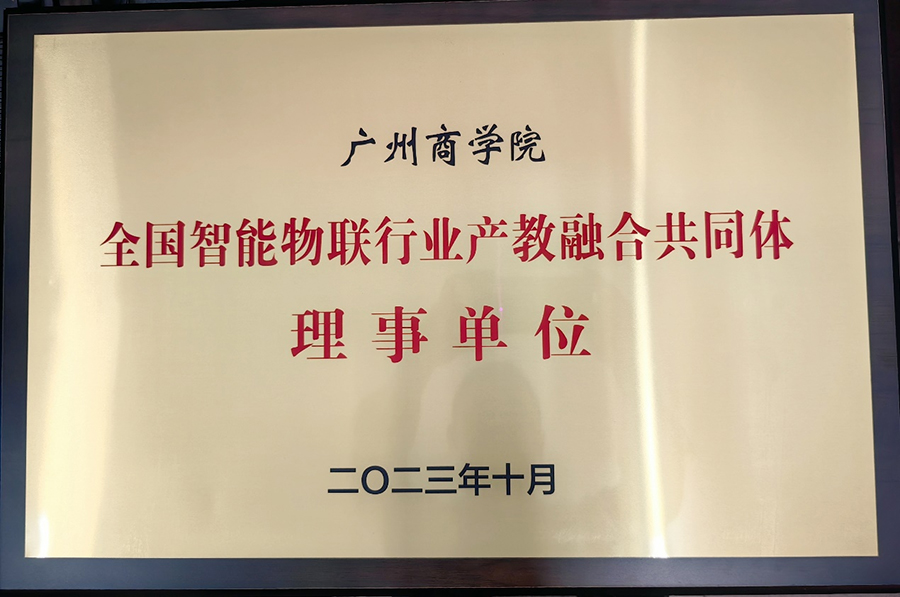 广州商学院
全国智能物联行业产教融合共同体
理事单位
二〇二三年十月